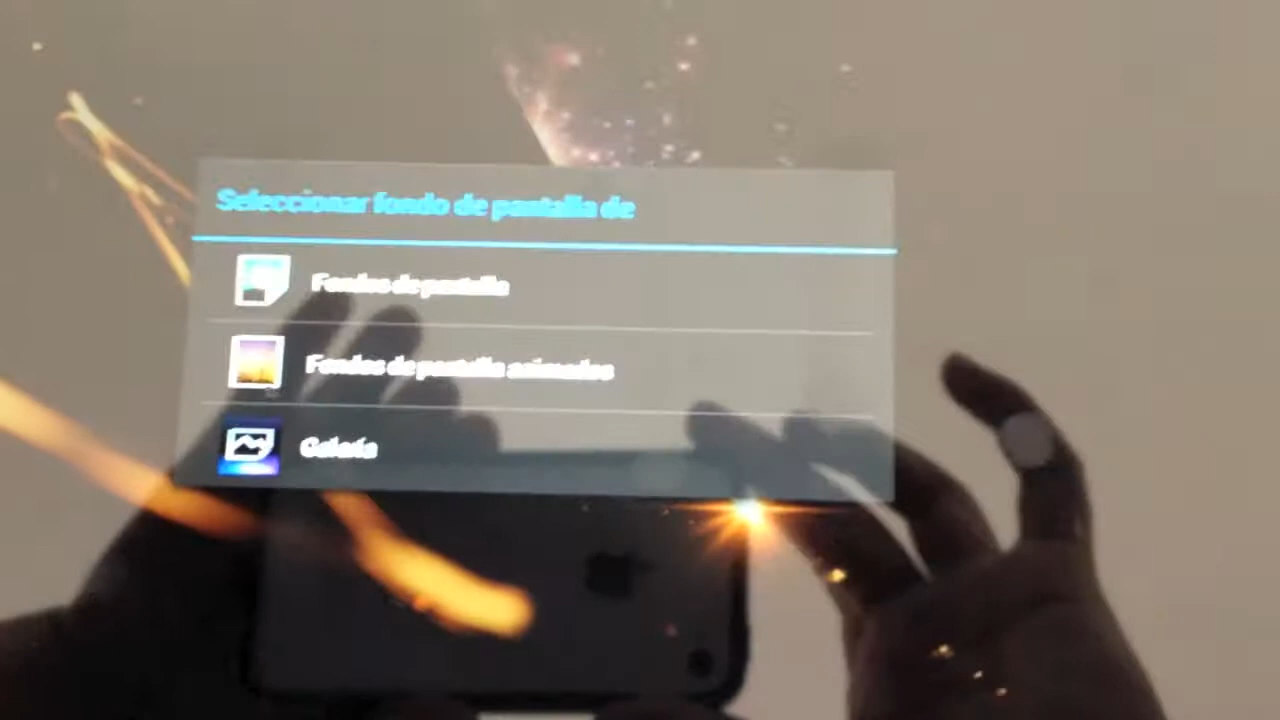 Seleccionar fondo de pantalla de
Fondos de pantalla
Fondos de pantalla animados
Galería